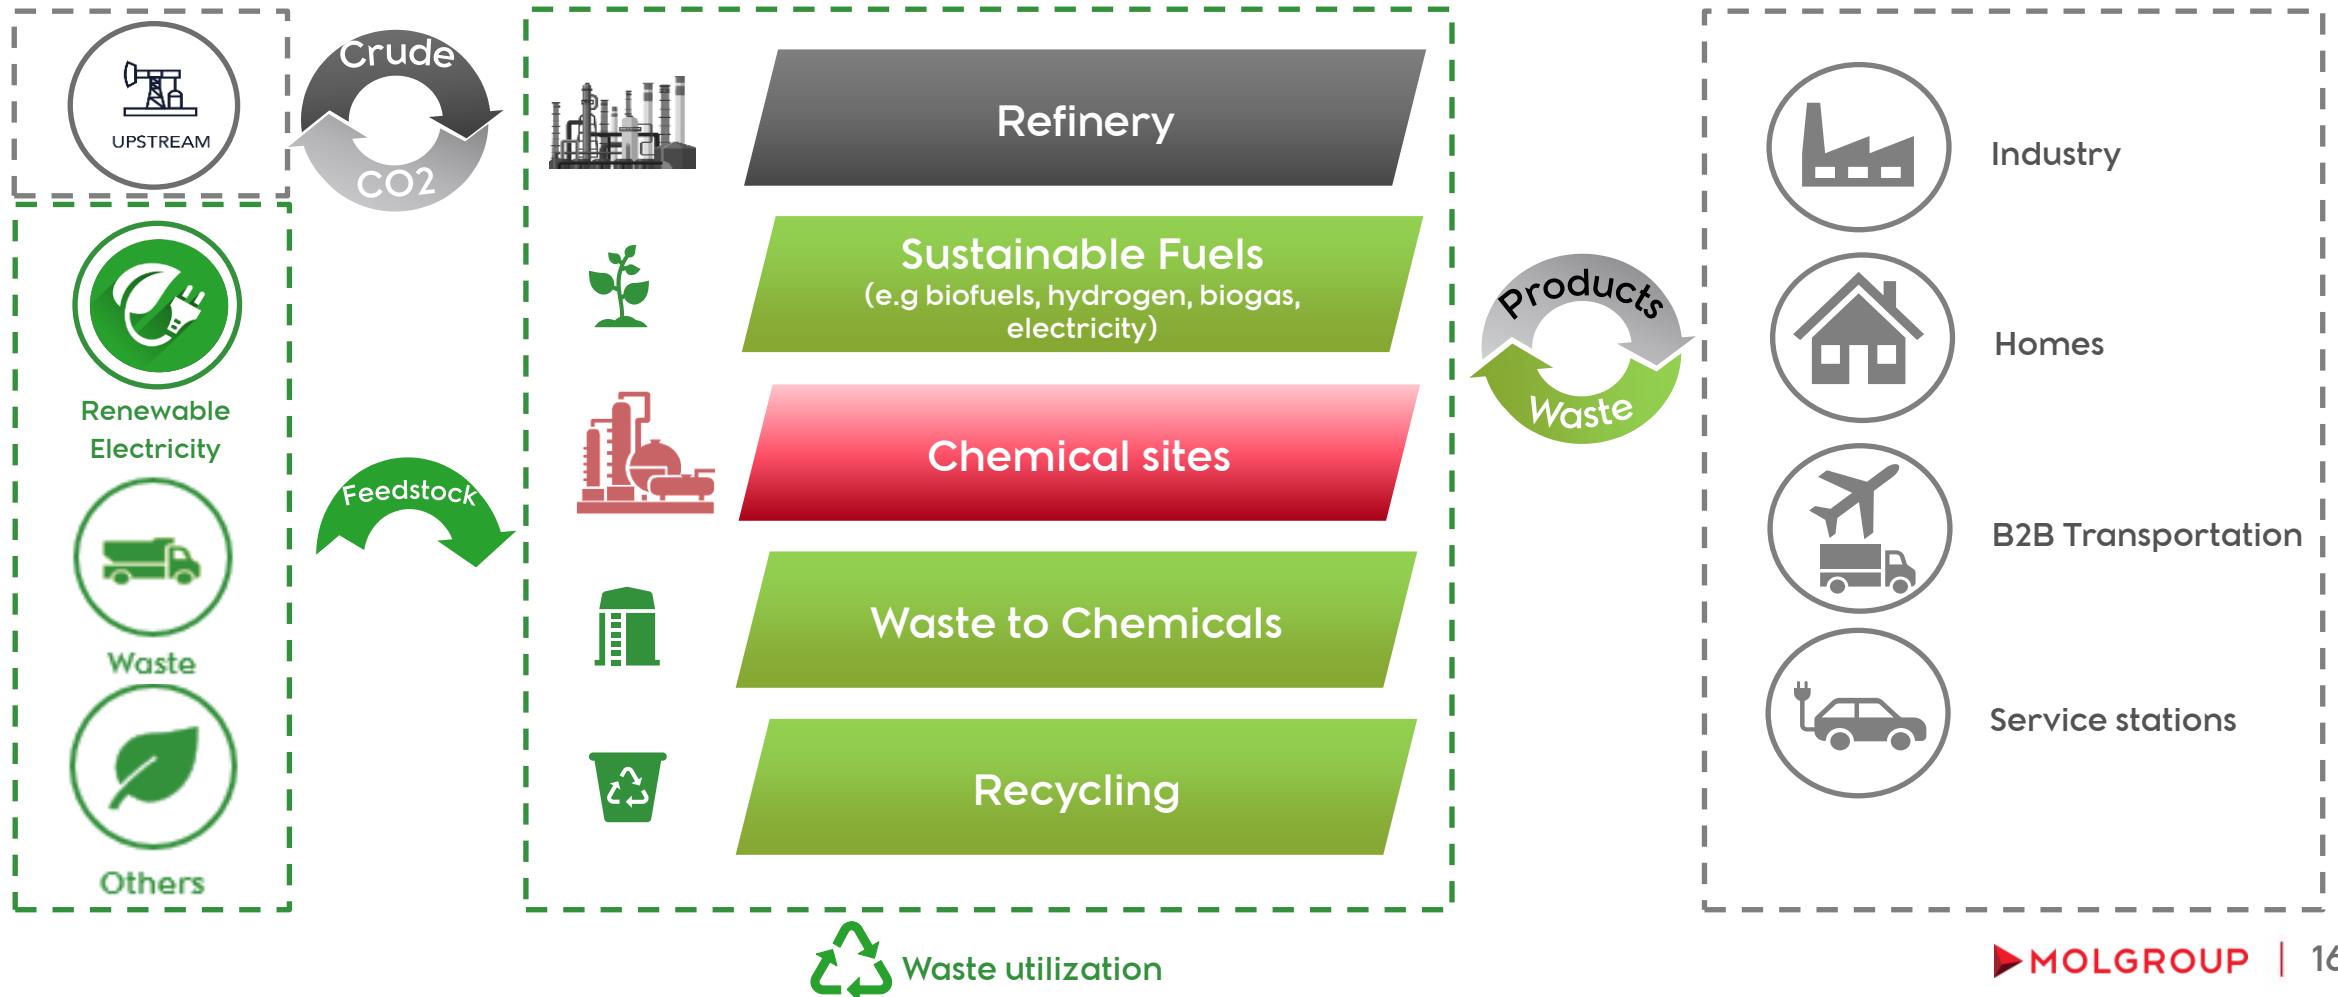 UPSTREAM
Renewable
Electricity
Waste
Others
Crude
CO2
Feedstock
Refinery
Sustainable Fuels
(e.g biofuels, hydrogen, biogas,
electricity)
Chemical sites
Waste to Chemicals
Recycling
Waste utilization
Products
Waste
Industry
Homes
B2B Transportation
Service stations
MOLGROUP | 16